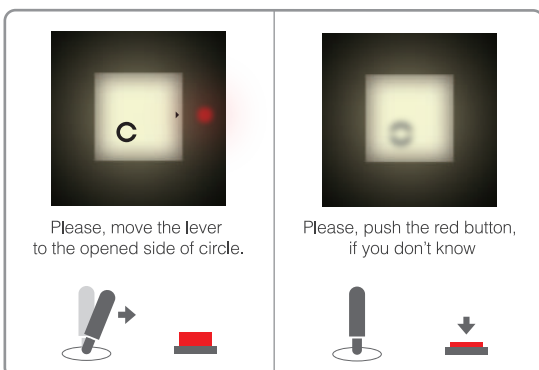 Please, move the lever
to the opened side of circle.
Please, push the red button,
if you don't know